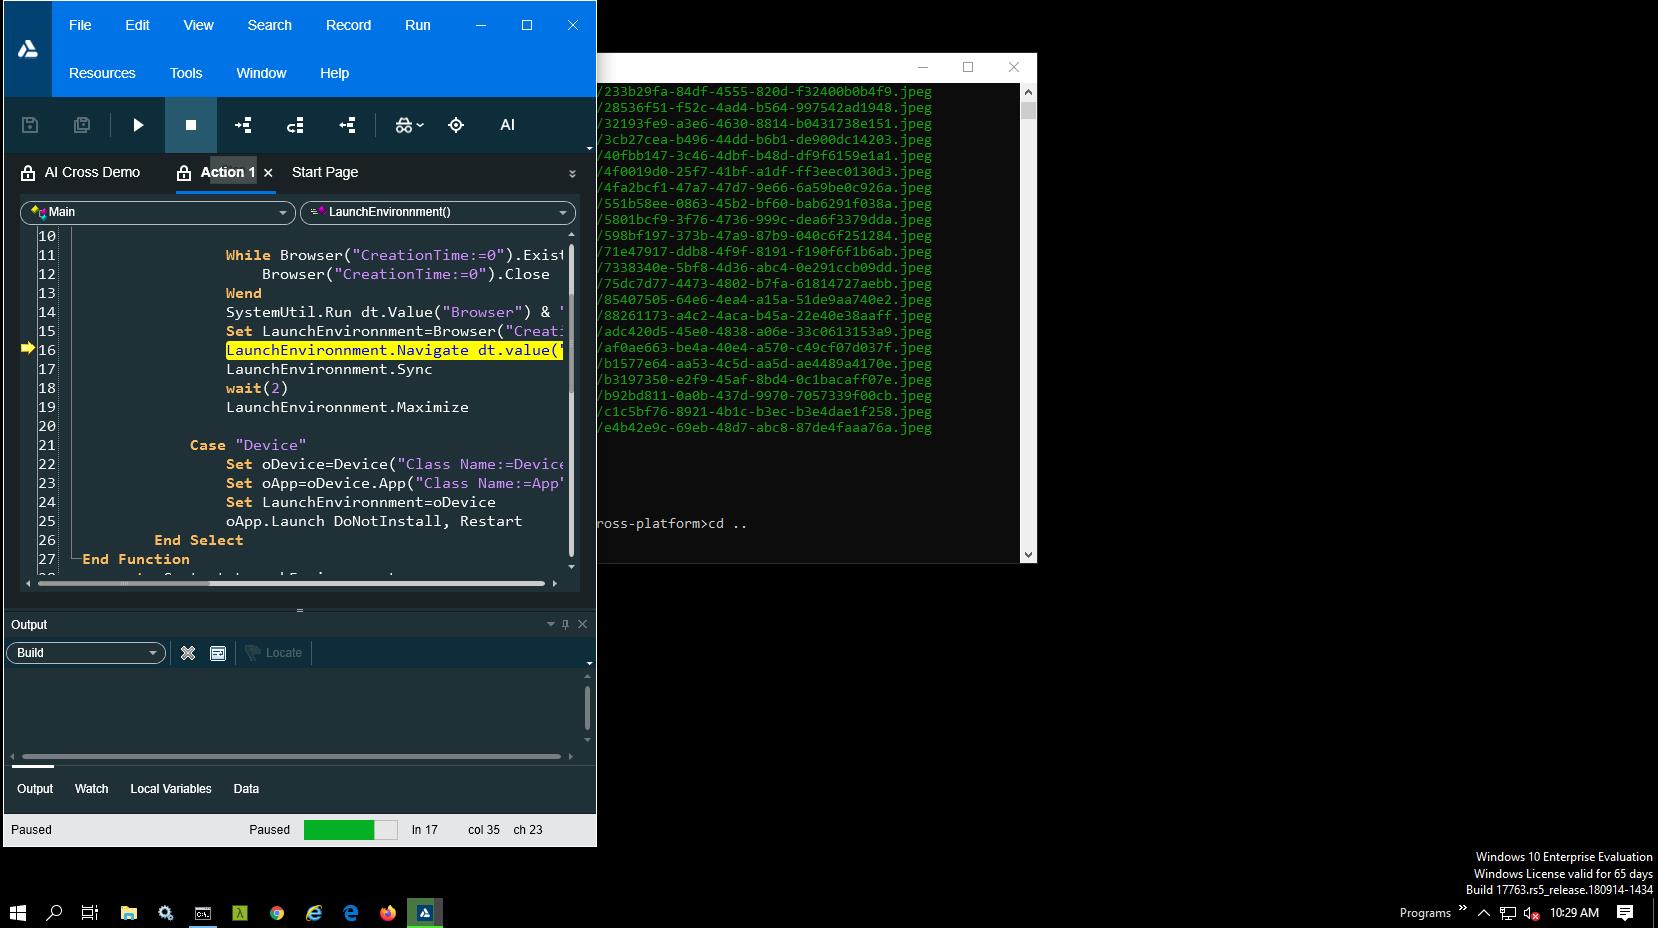 File Edit View Search Record Run
Resources Tools Window Help
AI
AI Cross Demo Action 1 Start Page
Main LaunchEnvironnment()
10
11 While Browser("CreationTime:=0").Exist
12 Browser("CreationTime:=0").Close
13 Wend
14 SystemUtil.Run dt.Value("Browser") & "
15 Set LaunchEnvironnment=Browser("Creati
16 LaunchEnvironnment.Navigate dt.value("
17 LaunchEnvironnment.Sync
18 wait(2)
19 LaunchEnvironnment.Maximize
20
21 Case "Device"
22 Set oDevice=Device("Class Name:=Device
23 Set oApp=oDevice.App("Class Name:=App"
24 Set LaunchEnvironnment=oDevice
25 oApp.Launch DoNotInstall, Restart
26 End Select
27 End Function
Output
Build Locate
Output Watch Local Variables Data
Paused Paused ln 17 col 35 ch 23
/233b29fa-84df-4555-820d-f32400b0b4f9.jpeg
/28536f51-f52c-4ad4-b564-997542ad1948.jpeg
/32193fe9-a3e6-4630-8814-b0431738e151.jpeg
/3cb27cea-b496-44dd-b6b1-de900dc14203.jpeg
/40fbb147-3c46-4dbf-b48d-df9f6159e1a1.jpeg
/4f0019d0-25f7-41bf-a1df-ff3eec0130d3.jpeg
/4fa2bcf1-47a7-47d7-9e66-6a59be0c926a.jpeg
/551b58ee-0863-45b2-bf60-bab6291f038a.jpeg
/5801bcf9-3f76-4736-999c-dea6f3379dda.jpeg
/598bf197-373b-47a9-87b9-040c6f251284.jpeg
/71e47917-ddb8-4f9f-8191-f190f6f1b6ab.jpeg
/7338340e-5bf8-4d36-abc4-0e291ccb09dd.jpeg
/75dc7d77-4473-4802-b7fa-61814727aebb.jpeg
/85407505-64e6-4ea4-a15a-51de9aa740e2.jpeg
/88261173-a4c2-4aca-b45a-22e40e38aaff.jpeg
/adc420d5-45e0-4838-a06e-33c0613153a9.jpeg
/af0ae663-be4a-40e4-a570-c49cf07d037f.jpeg
/b1577e64-aa53-4c5d-aa5d-ae4489a4170e.jpeg
/b3197350-e2f9-45af-8bd4-0c1bacaff07e.jpeg
/b92bd811-0a0b-437d-9970-7057339f00cb.jpeg
/c1c5bf76-8921-4b1c-b3ec-b3e4dae1f258.jpeg
/e4b42e9c-69eb-48d7-abc8-87de4faaa76a.jpeg
ross-platform>cd ..
Windows 10 Enterprise Evaluation
Windows License valid for 65 days
Build 17763.rs5_release.180914-1434
Programs » 10:29 AM